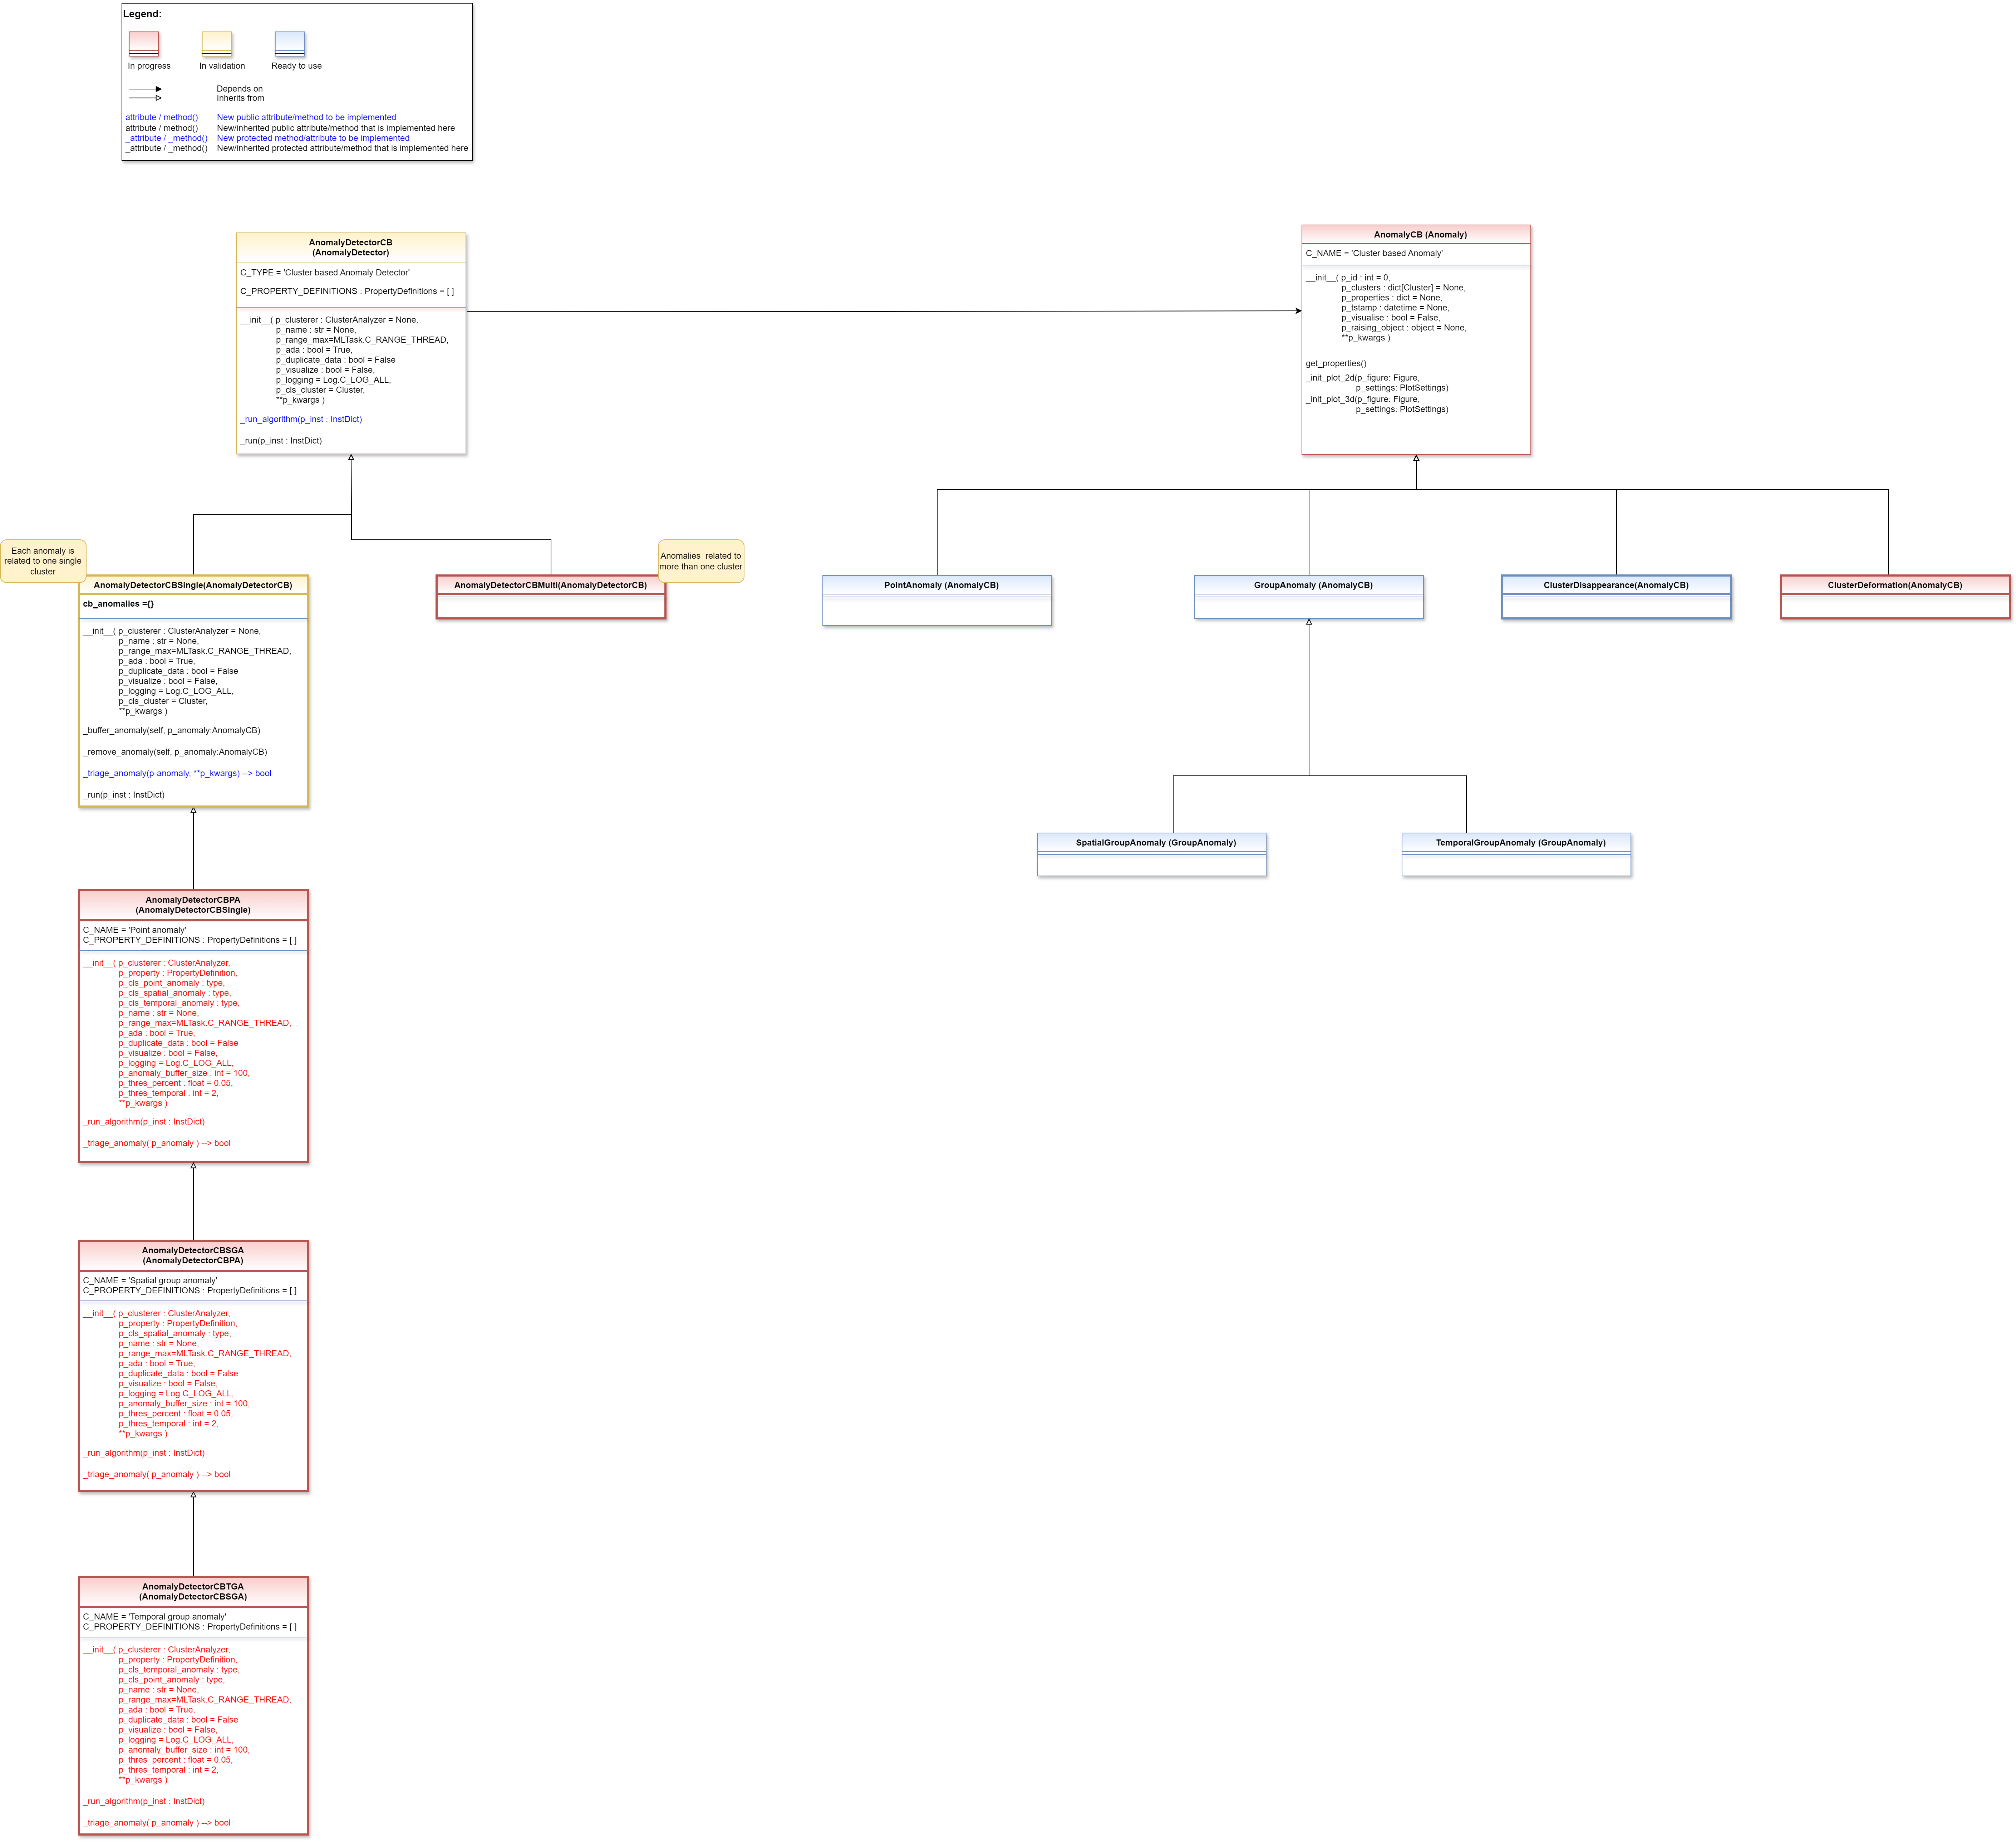 Legend:
In progress
In validation
Ready to use
Depends on
Inherits from
attribute / method() New public attribute/method to be implemented
attribute / method() New/inherited public attribute/method that is implemented here
_attribute / _method() New protected method/attribute to be implemented
_attribute / _method() New/inherited protected attribute/method that is implemented here
AnomalyDetectorCB
(AnomalyDetector)
C_TYPE = 'Cluster based Anomaly Detector'
C_PROPERTY_DEFINITIONS : PropertyDefinitions = [ ]
__init__( p_clusterer : ClusterAnalyzer = None,
p_name : str = None,
p_range_max=MLTask.C_RANGE_THREAD,
p_ada : bool = True,
p_duplicate_data : bool = False
p_visualize : bool = False,
p_logging = Log.C_LOG_ALL,
p_cls_cluster = Cluster,
**p_kwargs )
_run_algorithm(p_inst : InstDict)
_run(p_inst : InstDict)
AnomalyCB (Anomaly)
C_NAME = 'Cluster based Anomaly'
__init__( p_id : int = 0,
p_clusters : dict[Cluster] = None,
p_properties : dict = None,
p_tstamp : datetime = None,
p_visualise : bool = False,
p_raising_object : object = None,
**p_kwargs )
get_properties()
_init_plot_2d(p_figure: Figure,
p_settings: PlotSettings)
_init_plot_3d(p_figure: Figure,
p_settings: PlotSettings)
Each anomaly is
related to one single
cluster
AnomalyDetectorCBSingle(AnomalyDetectorCB)
cb_anomalies ={}
__init__( p_clusterer : ClusterAnalyzer = None,
p_name : str = None,
p_range_max=MLTask.C_RANGE_THREAD,
p_ada : bool = True,
p_duplicate_data : bool = False
p_visualize : bool = False,
p_logging = Log.C_LOG_ALL,
p_cls_cluster = Cluster,
**p_kwargs )
_buffer_anomaly(self, p_anomaly:AnomalyCB)
_remove_anomaly(self, p_anomaly:AnomalyCB)
_triage_anomaly(p-anomaly, **p_kwargs) --> bool
_run(p_inst : InstDict)
AnomalyDetectorCBMulti(AnomalyDetectorCB)
Anomalies related to
more than one cluster
PointAnomaly (AnomalyCB)
GroupAnomaly (AnomalyCB)
ClusterDisappearance(AnomalyCB)
ClusterDeformation(AnomalyCB)
SpatialGroupAnomaly (GroupAnomaly)
TemporalGroupAnomaly (GroupAnomaly)
AnomalyDetectorCBPA
(AnomalyDetectorCBSingle)
C_NAME = 'Point anomaly'
C_PROPERTY_DEFINITIONS : PropertyDefinitions = [ ]
__init__( p_clusterer : ClusterAnalyzer,
p_property : PropertyDefinition,
p_cls_point_anomaly : type,
p_cls_spatial_anomaly : type,
p_cls_temporal_anomaly : type,
p_name : str = None,
p_range_max=MLTask.C_RANGE_THREAD,
p_ada : bool = True,
p_duplicate_data : bool = False
p_visualize : bool = False,
p_logging = Log.C_LOG_ALL,
p_anomaly_buffer_size : int = 100,
p_thres_percent : float = 0.05,
p_thres_temporal : int = 2,
**p_kwargs )
_run_algorithm(p_inst : InstDict)
_triage_anomaly( p_anomaly ) --> bool
AnomalyDetectorCBSGA
(AnomalyDetectorCBPA)
C_NAME = 'Spatial group anomaly'
C_PROPERTY_DEFINITIONS : PropertyDefinitions = [ ]
__init__( p_clusterer : ClusterAnalyzer,
p_property : PropertyDefinition,
p_cls_spatial_anomaly : type,
p_name : str = None,
p_range_max=MLTask.C_RANGE_THREAD,
p_ada : bool = True,
p_duplicate_data : bool = False
p_visualize : bool = False,
p_logging = Log.C_LOG_ALL,
p_anomaly_buffer_size : int = 100,
p_thres_percent : float = 0.05,
p_thres_temporal : int = 2,
**p_kwargs )
_run_algorithm(p_inst : InstDict)
_triage_anomaly( p_anomaly ) --> bool
AnomalyDetectorCBTGA
(AnomalyDetectorCBSGA)
C_NAME = 'Temporal group anomaly'
C_PROPERTY_DEFINITIONS : PropertyDefinitions = [ ]
__init__( p_clusterer : ClusterAnalyzer,
p_property : PropertyDefinition,
p_cls_temporal_anomaly : type,
p_cls_point_anomaly : type,
p_name : str = None,
p_range_max=MLTask.C_RANGE_THREAD,
p_ada : bool = True,
p_duplicate_data : bool = False
p_visualize : bool = False,
p_logging = Log.C_LOG_ALL,
p_anomaly_buffer_size : int = 100,
p_thres_percent : float = 0.05,
p_thres_temporal : int = 2,
**p_kwargs )
_run_algorithm(p_inst : InstDict)
_triage_anomaly( p_anomaly ) --> bool